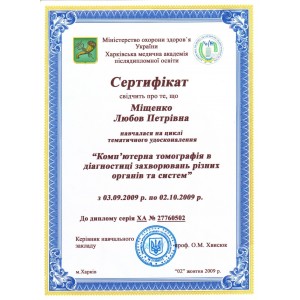 Міністерство охорони здоров'я
України
Харківська медична академія
післядипломної освіти
Сертифікат
свідчить про те, що
Міщенко
Любов Петрівна
навчалася на циклі
тематичного удосконалення
"Комп'ютерна томографія в
діагностиці захворювань різних
органів та систем"
з 03.09.2009 р. по 02.10.2009 р.
До диплому серія ХА № 27760502
Керівник навчального
закладу
проф. О.М. Хвисюк
м.Харків
"02" жовтня 2009 р.